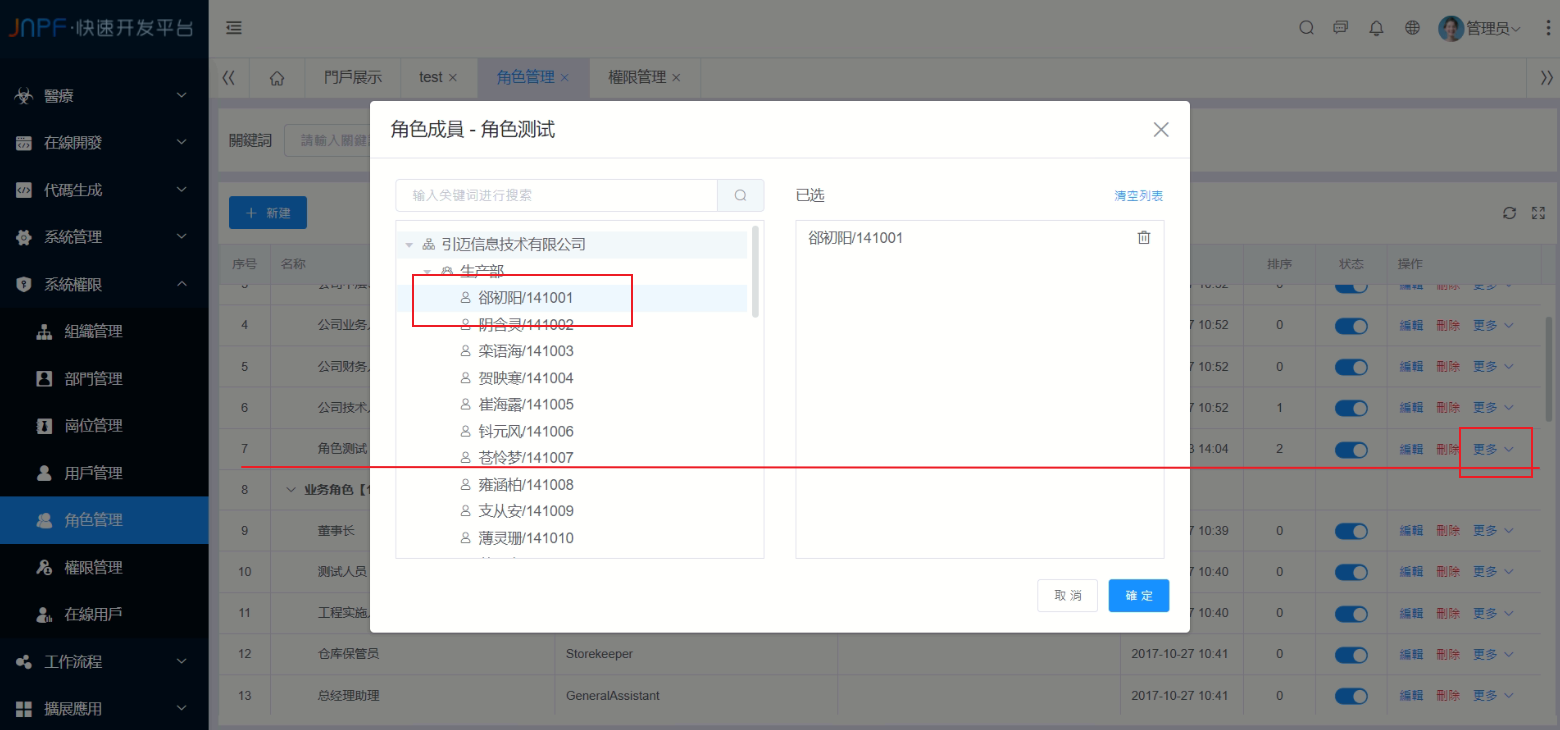 JNPF·快速开发平台
管理员
門戶展示
test
角色管理
權限管理
醫療
在線開發
代碼生成
系統管理
系統權限
組織管理
部門管理
崗位管理
用戶管理
角色管理
權限管理
在線用戶
工作流程
擴展應用
關鍵詞
請輸入關鍵
新建
角色成員 - 角色测试
输入关键词进行搜索
引迈信息技术有限公司
生产部
郤初阳/141001
阴含灵/141002
栾语海/141003
贺映寒/141004
崔海露/141005
钭元风/141006
苍怜梦/141007
雍涵柏/141008
支从安/141009
薄灵珊/141010
已选
清空列表
郤初阳/141001
取 消
確 定
序号 名称 排序 状态 操作
4 公司业务 7 10:52 0 編輯 刪除 更多
5 公司财务 7 10:52 0 編輯 刪除 更多
6 公司技术 7 10:52 1 編輯 刪除 更多
7 角色测试 14:04 2 編輯 刪除 更多
8 业务角色【
9 董事长 7 10:39 0 編輯 刪除 更多
10 测试人员 7 10:40 0 編輯 刪除 更多
11 工程实施 7 10:40 0 編輯 刪除 更多
12 仓库保管员 Storekeeper 2017-10-27 10:41 0 編輯 刪除 更多
13 总经理助理 GeneralAssistant 2017-10-27 10:41 0 編輯 刪除 更多